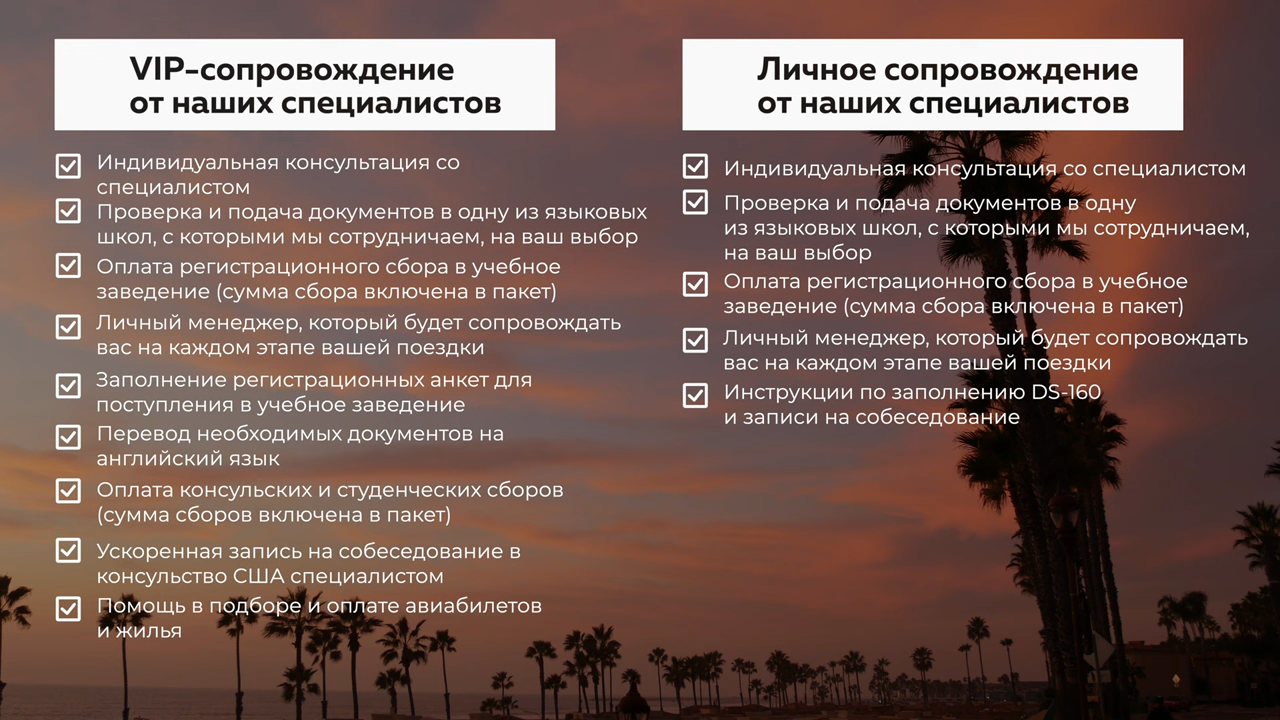 VIP-сопровождение
от наших специалистов
Индивидуальная консультация со
специалистом
Проверка и подача документов в одну из языковых
школ, с которыми мы сотрудничаем, на ваш выбор
Оплата регистрационного сбора в учебное
заведение (сумма сбора включена в пакет)
Личный менеджер, который будет сопровождать
вас на каждом этапе вашей поездки
Заполнение регистрационных анкет для
поступления в учебное заведение
Перевод необходимых документов на
английский язык
Оплата консульских и студенческих сборов
(сумма сборов включена в пакет)
Ускоренная запись на собеседование в
консульство США специалистом
Помощь в подборе и оплате авиабилетов
и жилья
Личное сопровождение
от наших специалистов
Индивидуальная консультация со специалистом
Проверка и подача документов в одну
из языковых школ, с которыми мы сотрудничаем,
на ваш выбор
Оплата регистрационного сбора в учебное
заведение (сумма сбора включена в пакет)
Личный менеджер, который будет сопровождать
вас на каждом этапе вашей поездки
Инструкции по заполнению DS-160
и записи на собеседование